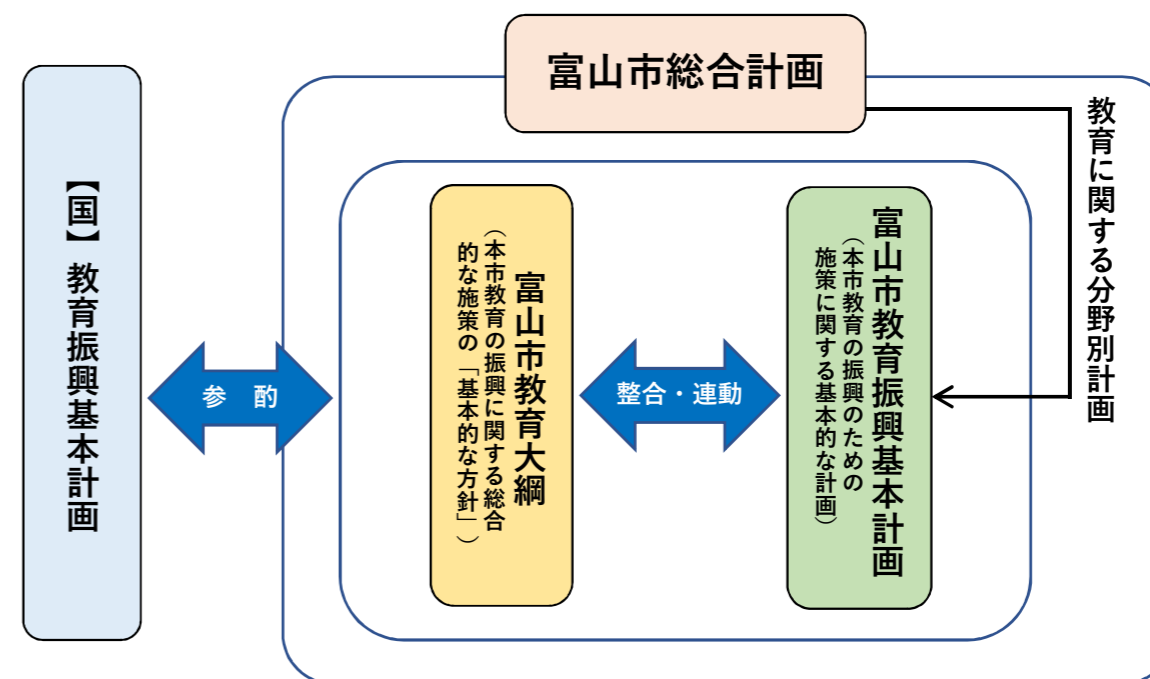 富山市総合計画
【国】教育振興基本計画
参　酌
富山市教育大綱
（本市教育の振興に関する総合
的な施策の「基本的な方針」）
整合・連動
富山市教育振興基本計画
（本市教育の振興のための
施策に関する基本的な計画）
教育に関する分野別計画